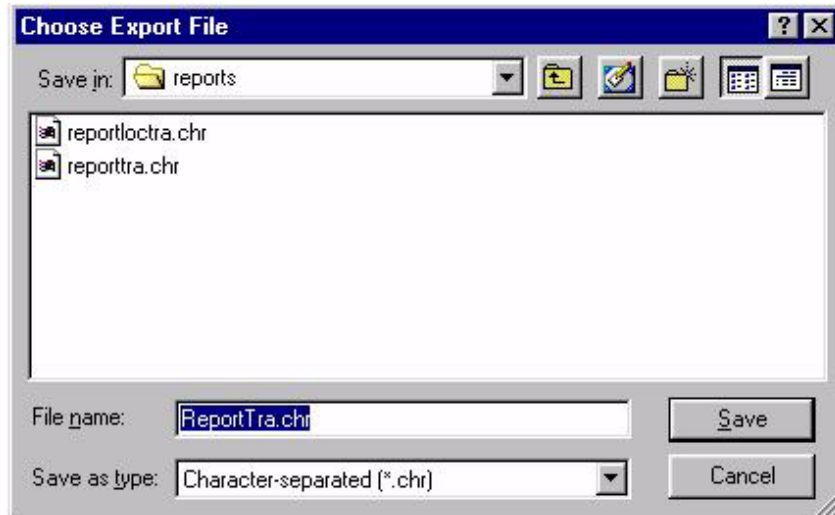 Choose Export File
Save in: reports
reportloctra.chr
reporttra.chr
File name: ReportTra.chr Save
Save as type: Character-separated (*.chr) Cancel